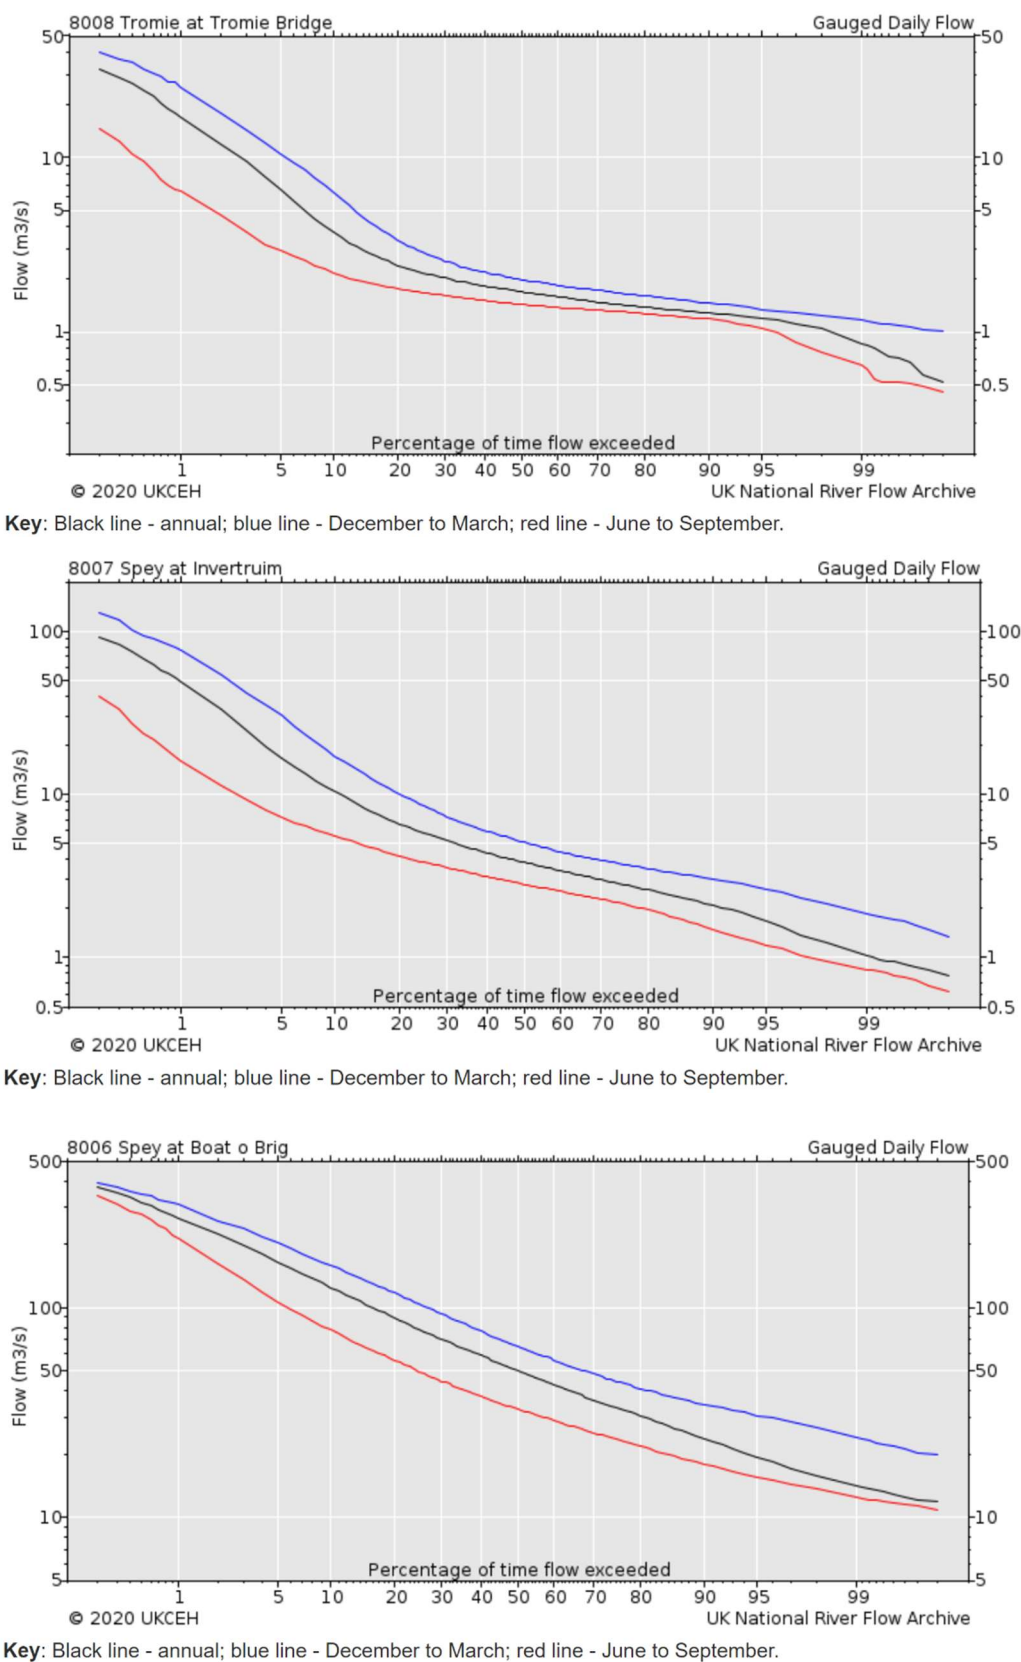 8008 Tromie at Tromie Bridge Gauged Daily Flow
50 50
10 10
5 5
Flow (m3/s)
1 1
0.5 0.5
Percentage of time flow exceeded
1 5 10 20 30 40 50 60 70 80 90 95 99
© 2020 UKCEH UK National River Flow Archive
Key: Black line - annual; blue line - December to March; red line - June to September.
8007 Spey at Invertruim Gauged Daily Flow
100 100
50 50
10 10
Flow (m3/s)
5 5
1 1
Percentage of time flow exceeded
0.5 0.5
1 5 10 20 30 40 50 60 70 80 90 95 99
© 2020 UKCEH UK National River Flow Archive
Key: Black line - annual; blue line - December to March; red line - June to September.
8006 Spey at Boat o Brig Gauged Daily Flow
500 500
100 100
50 50
Flow (m3/s)
10 10
Percentage of time flow exceeded
5 5
1 5 10 20 30 40 50 60 70 80 90 95 99
© 2020 UKCEH UK National River Flow Archive
Key: Black line - annual; blue line - December to March; red line - June to September.